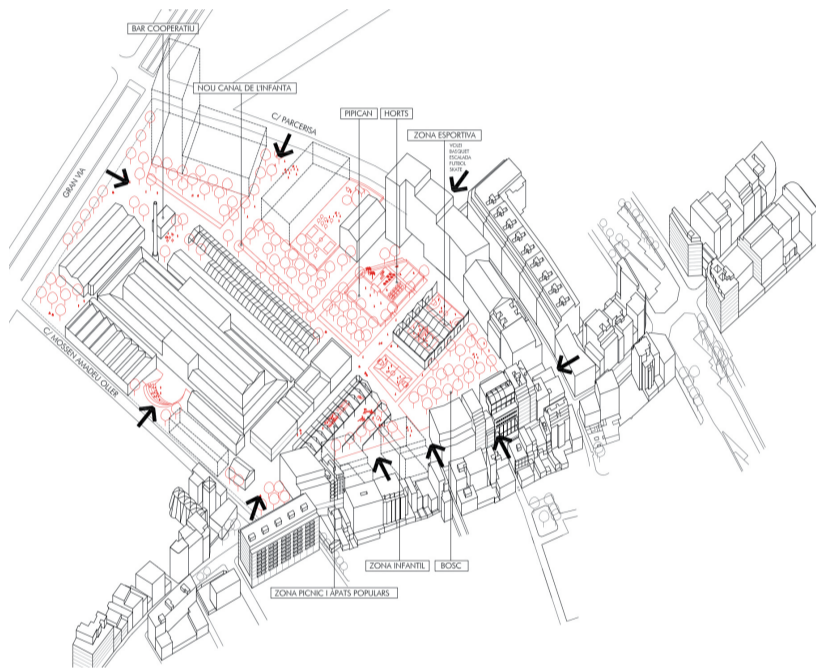 BAR COOPERATIU
NOU CANAL DE L'INFANTA
C/ PARCERISA
PIPICAN
HORTS
ZONA ESPORTIVA
VOLEI
BASQUET
ESCALADA
FUTBOL
SKATE
GRAN VIA
C/ MOSSEN AMADEU OLLER
ZONA INFANTIL
BOSC
ZONA PICNIC I ÀPATS POPULARS